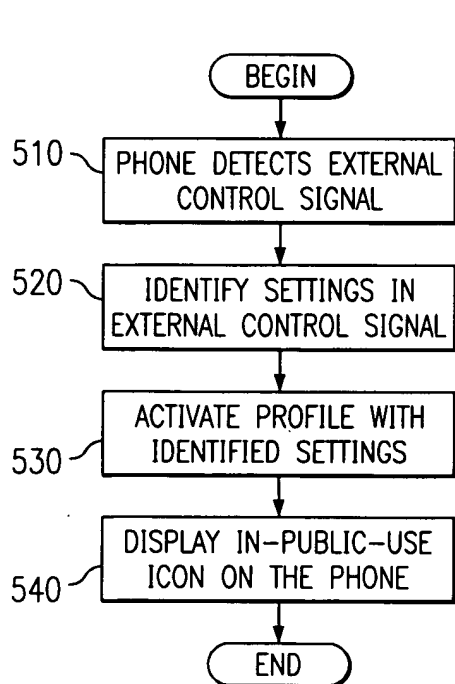 BEGIN
510
PHONE DETECTS EXTERNAL
CONTROL SIGNAL
520
IDENTIFY SETTINGS IN
EXTERNAL CONTROL SIGNAL
530
ACTIVATE PROFILE WITH
IDENTIFIED SETTINGS
540
DISPLAY IN-PUBLIC-USE
ICON ON THE PHONE
END